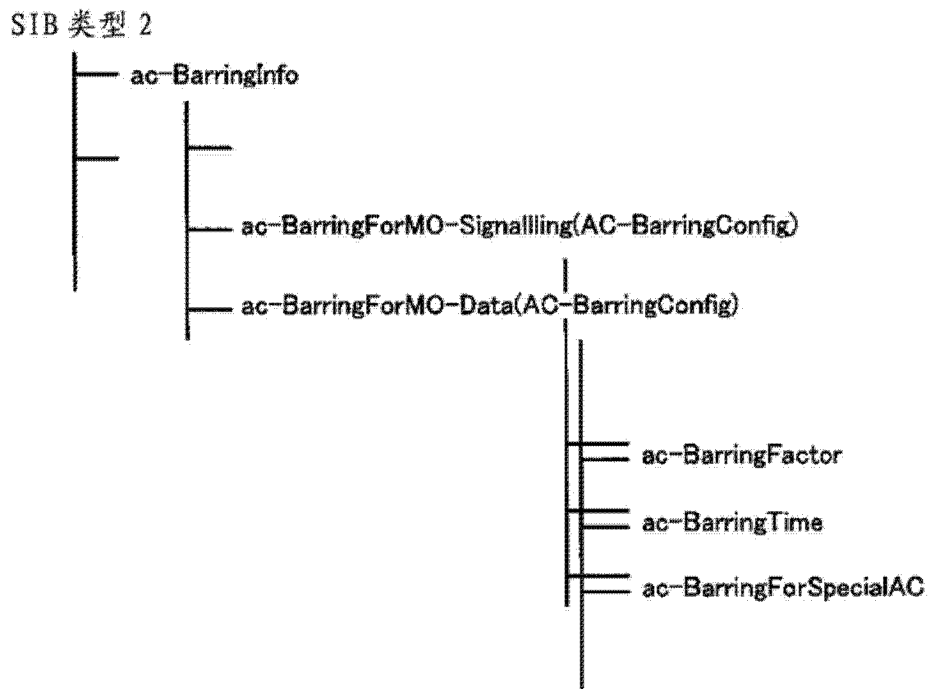 SIB 类型 2
ac-BarringInfo
ac-BarringForMO-Signallling(AC-BarringConfig)
ac-BarringForMO-Data(AC-BarringConfig)
ac-BarringFactor
ac-BarringTime
ac-BarringForSpecialAC